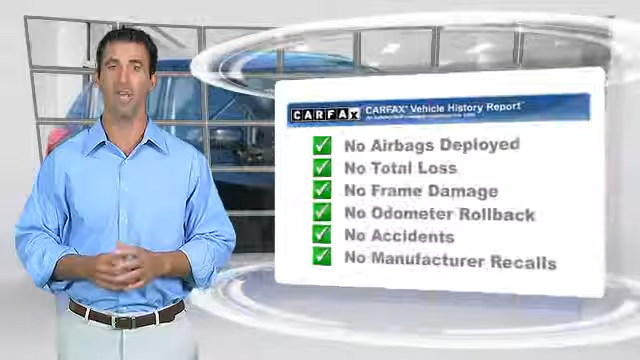 CARFAX CARFAX Vehicle History Report
No Airbags Deployed
No Total Loss
No Frame Damage
No Odometer Rollback
No Accidents
No Manufacturer Recalls